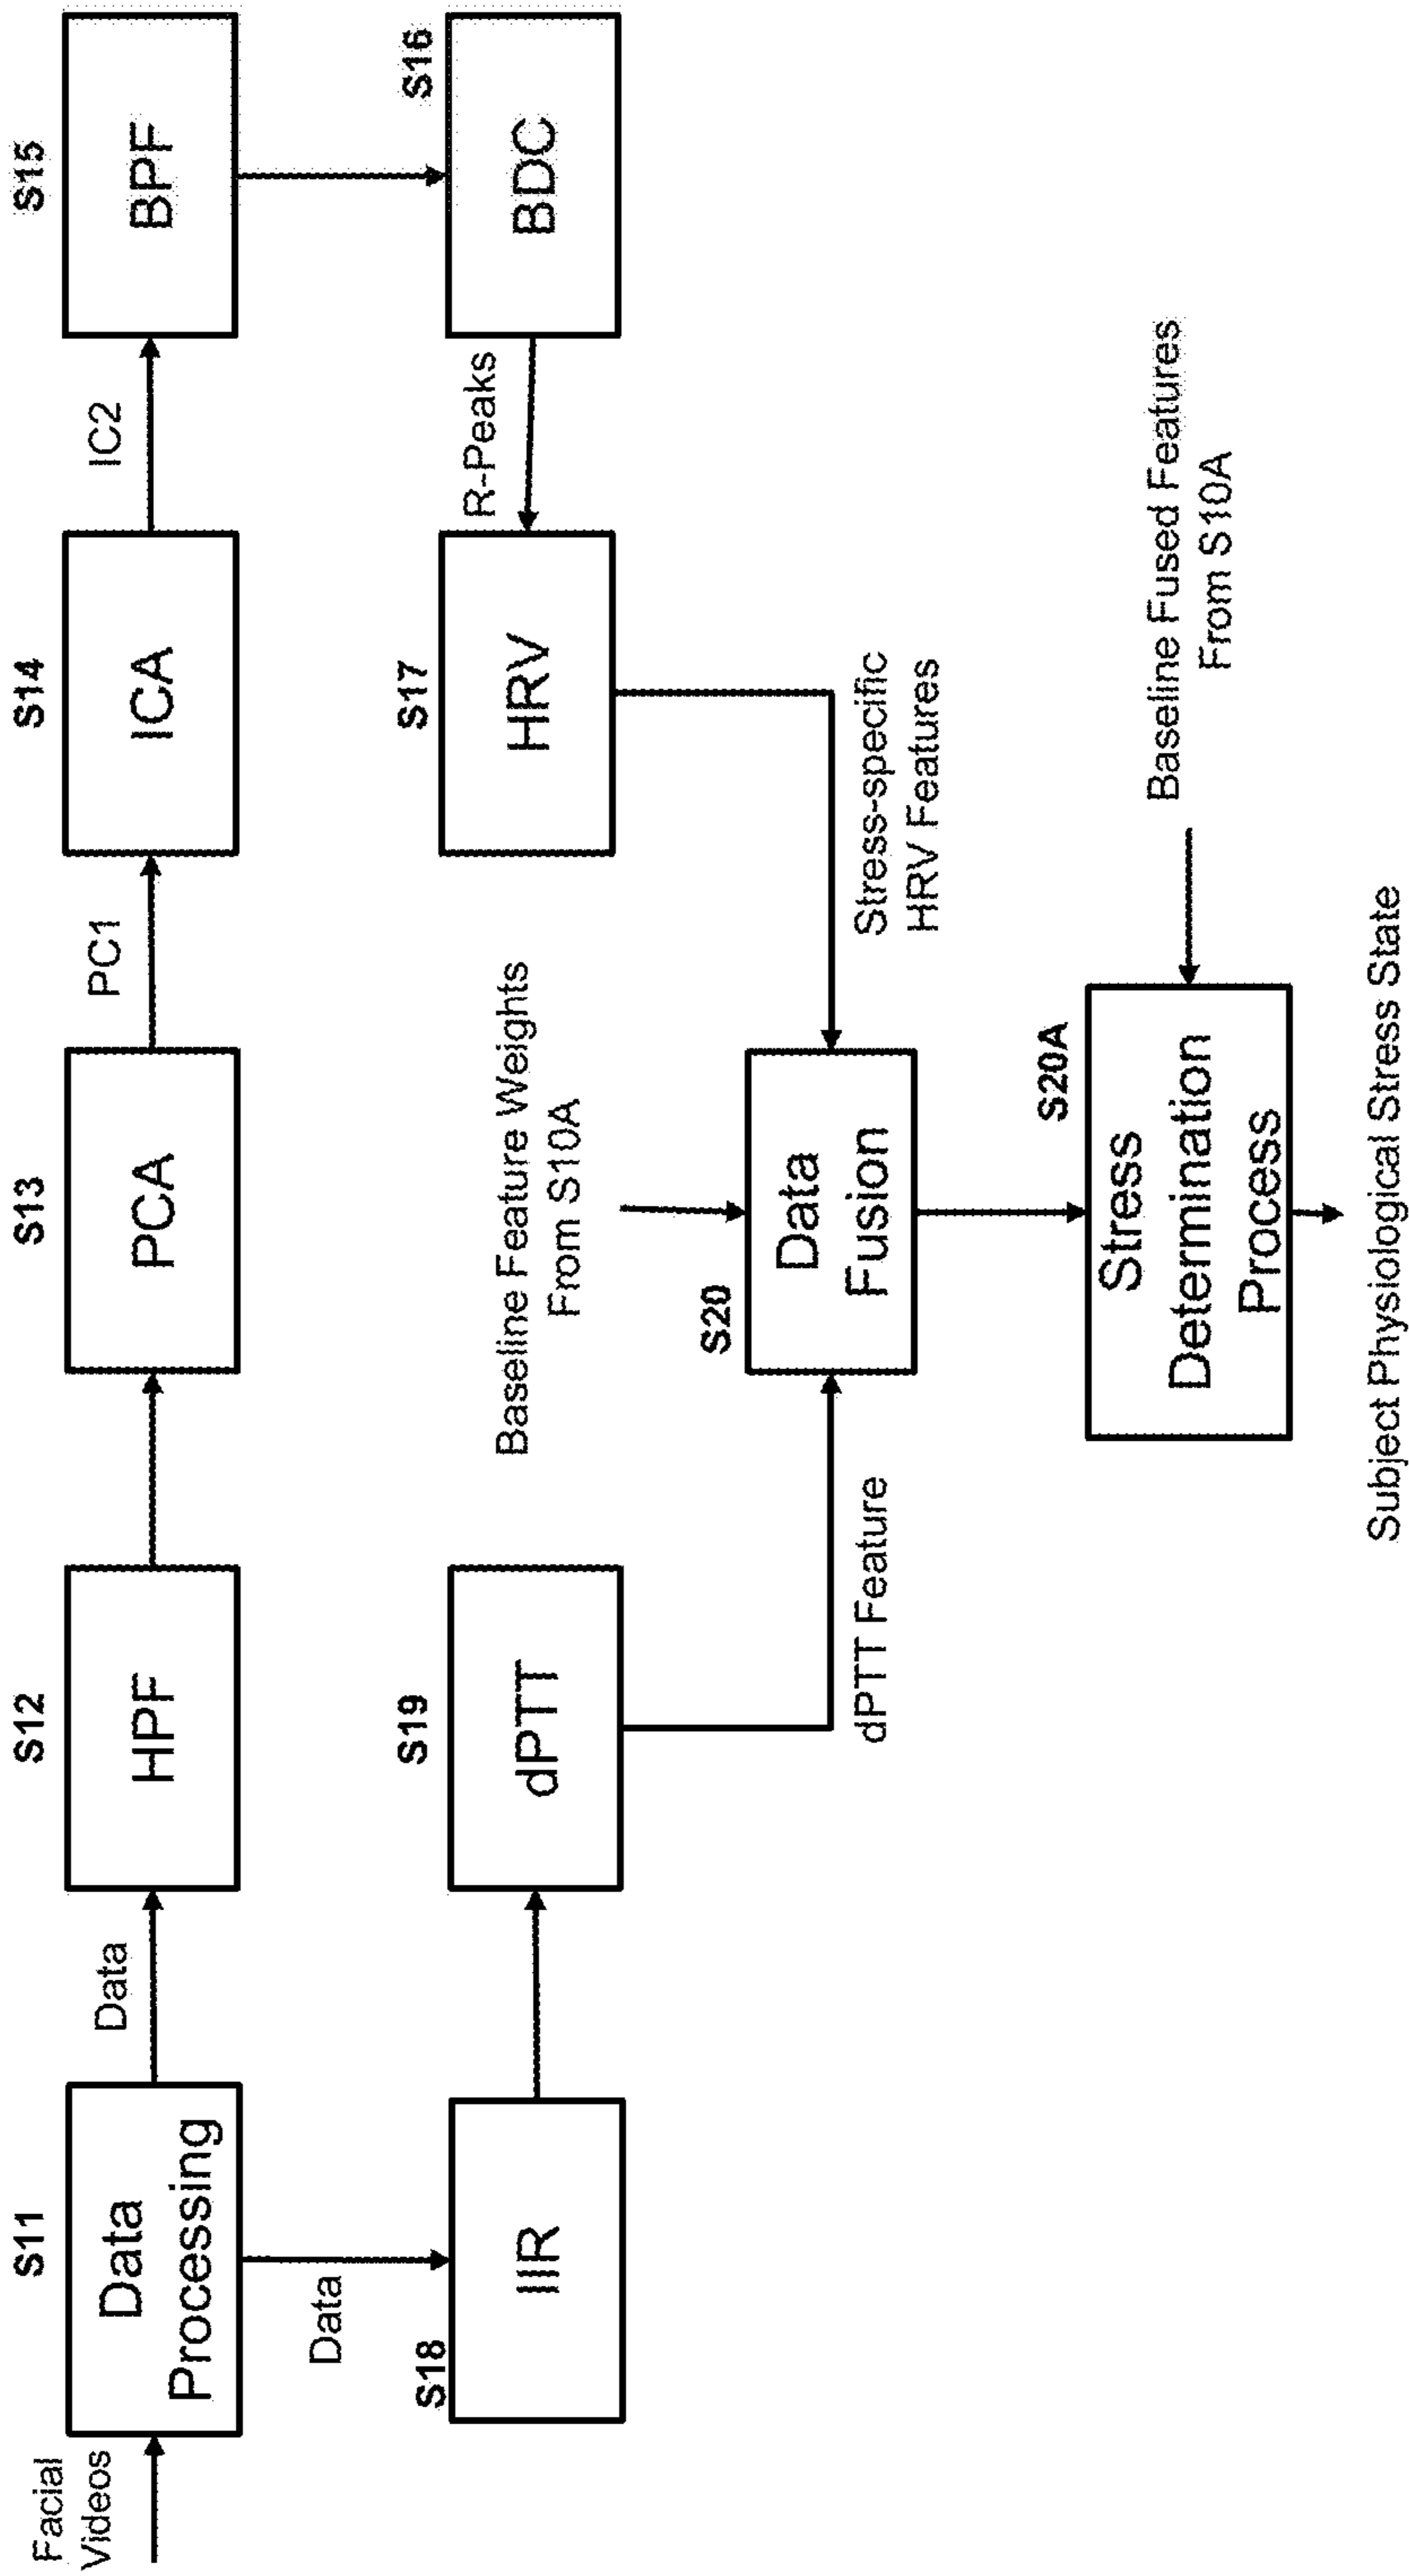 Facial
Videos
S11
Data
Processing
Data
S12
HPF
S13
PCA
PC1
S14
ICA
IC2
S15
BPF
Data
S18
IIR
S19
dPTT
S17
HRV
R-Peaks
S16
BDC
Baseline Feature Weights
From S10A
dPTT Feature
S20
Data
Fusion
Stress-specific
HRV Features
S20A
Stress
Determination
Process
Baseline Fused Features
From S10A
Subject Physiological Stress State